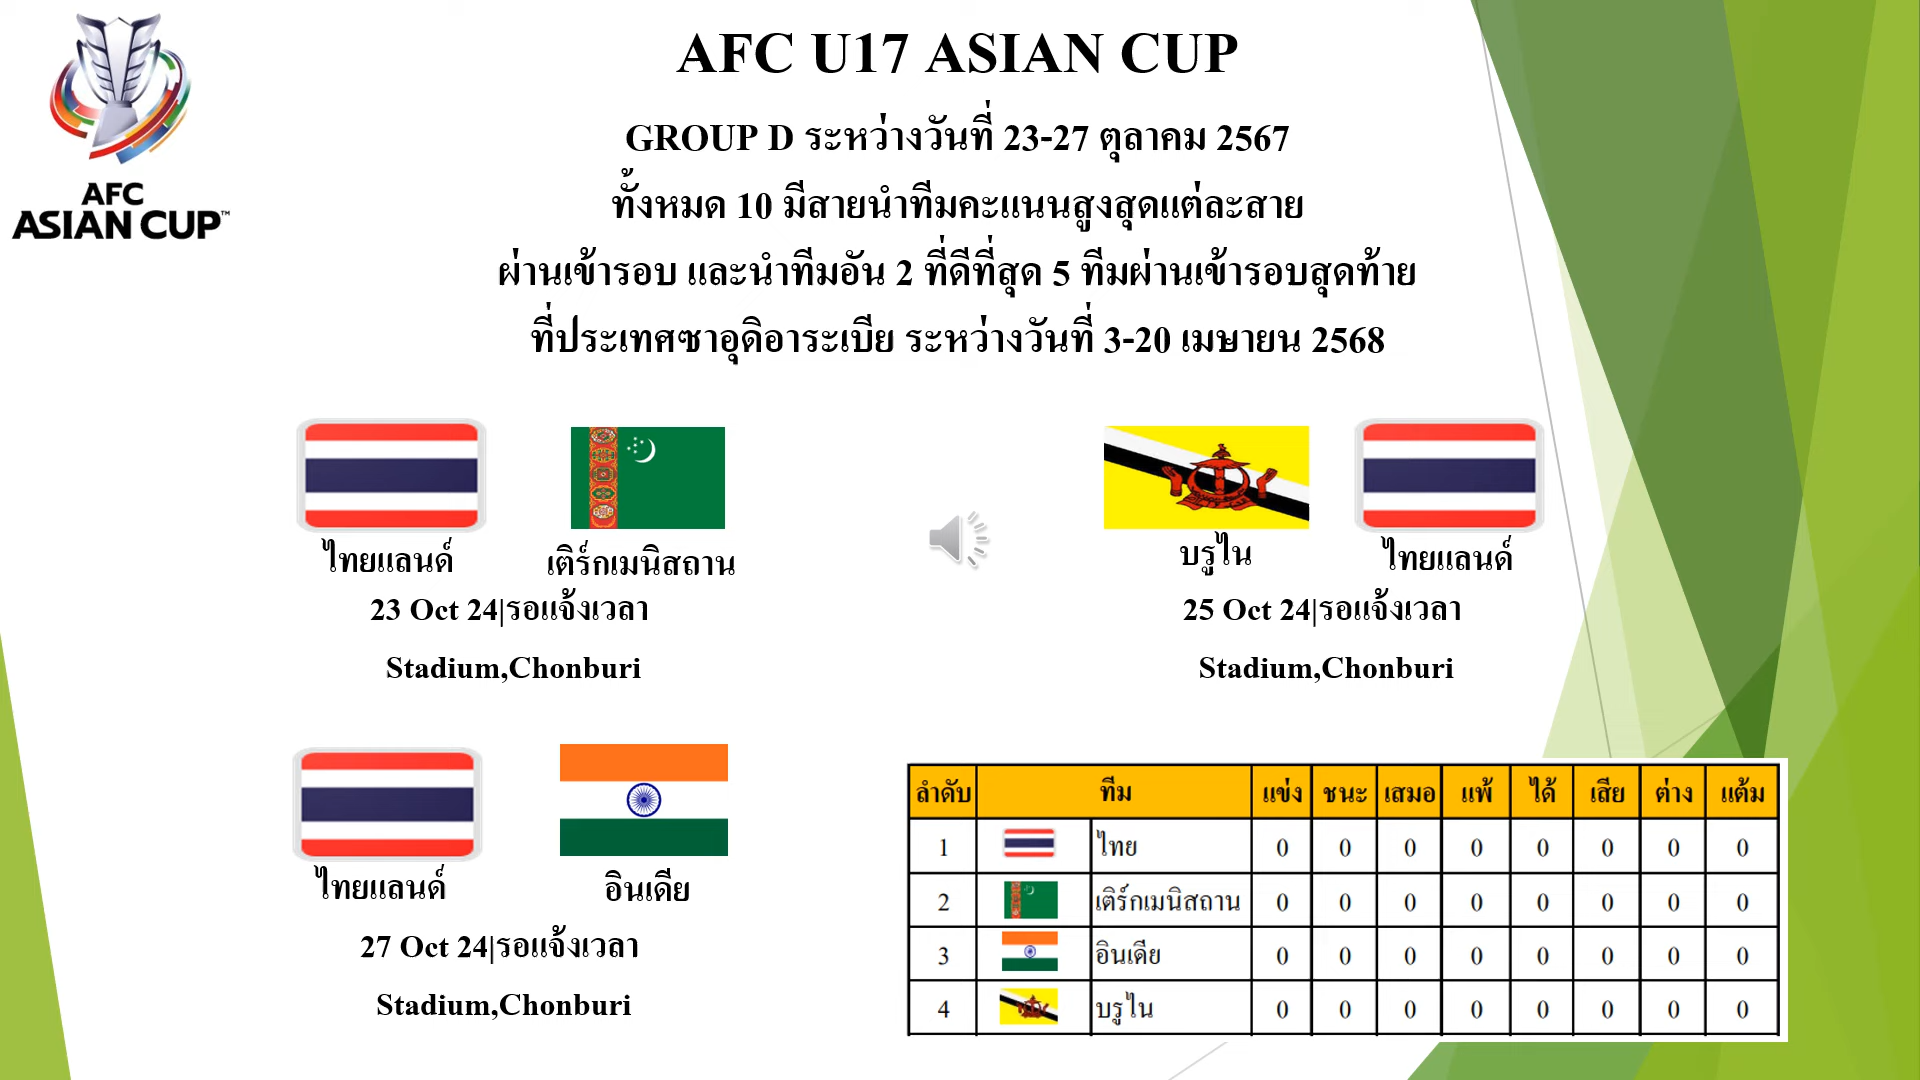 AFC
ASIAN CUP™
AFC U17 ASIAN CUP
GROUP D ระหว่างวันที่ 23-27 ตุลาคม 2567
ทั้งหมด 10 มีสายนำทีมคะแนนสูงสุดแต่ละสาย
ผ่านเข้ารอบ และนำทีมอัน 2 ที่ดีที่สุด 5 ทีมผ่านเข้ารอบสุดท้าย
ที่ประเทศซาอุดิอาระเบีย ระหว่างวันที่ 3-20 เมษายน 2568
ไทยแลนด์ เติร์กเมนิสถาน
23 Oct 24|รอแจ้งเวลา
Stadium,Chonburi
บรูไน ไทยแลนด์
25 Oct 24|รอแจ้งเวลา
Stadium,Chonburi
ไทยแลนด์ อินเดีย
27 Oct 24|รอแจ้งเวลา
Stadium,Chonburi
ลำดับ ทีม แข่ง ชนะ เสมอ แพ้ ได้ เสีย ต่าง แต้ม
1 ไทย 0 0 0 0 0 0 0 0
2 เติร์กเมนิสถาน 0 0 0 0 0 0 0 0
3 อินเดีย 0 0 0 0 0 0 0 0
4 บรูไน 0 0 0 0 0 0 0 0